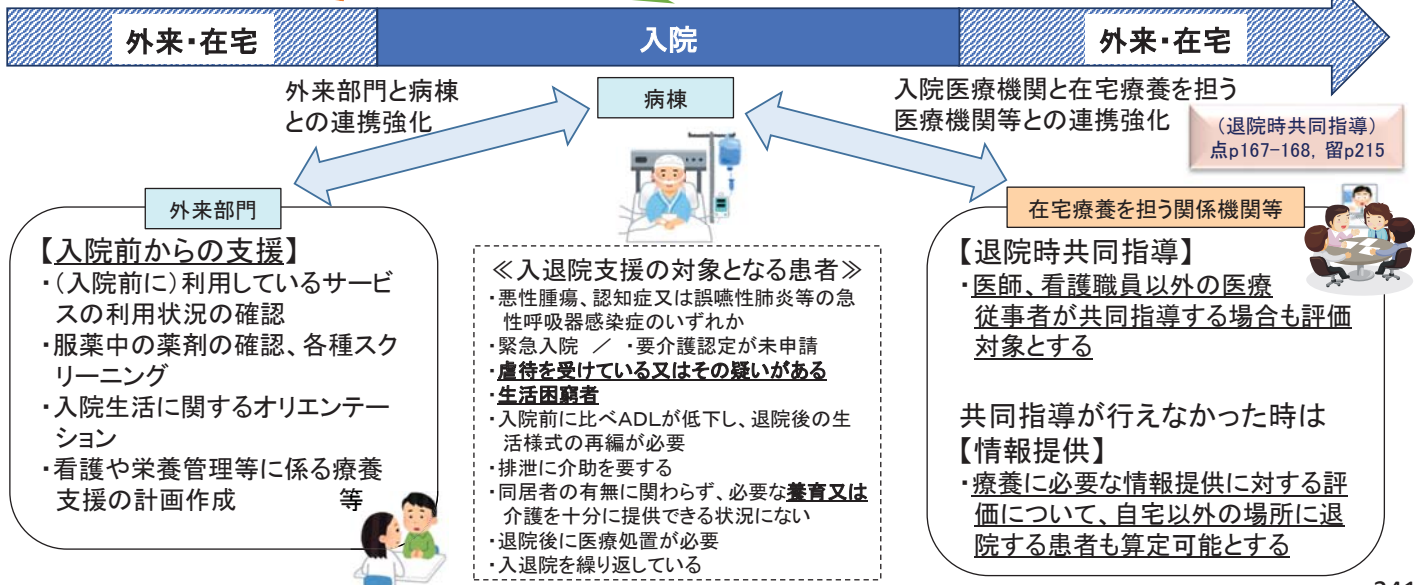 外来・在宅
入院
外来・在宅
外来部門と病棟
との連携強化
病棟
入院医療機関と在宅療養を担う
医療機関等との連携強化
(退院時共同指導)
点p167-168, 留p215
外来部門
【入院前からの支援】
・(入院前に)利用しているサービ
スの利用状況の確認
・服薬中の薬剤の確認、各種スク
リーニング
・入院生活に関するオリエンテー
ション
・看護や栄養管理等に係る療養
支援の計画作成 等
≪入退院支援の対象となる患者≫
・悪性腫瘍、認知症又は誤嚥性肺炎等の急
性呼吸器感染症のいずれか
・緊急入院 / ・要介護認定が未申請
・虐待を受けている又はその疑いがある
・生活困窮者
・入院前に比べADLが低下し、退院後の生
活様式の再編が必要
・排泄に介助を要する
・同居者の有無に関わらず、必要な養育又は
介護を十分に提供できる状況にない
・退院後に医療処置が必要
・入退院を繰り返している
在宅療養を担う関係機関等
【退院時共同指導】
・医師、看護職員以外の医療
従事者が共同指導する場合も評価
対象とする
共同指導が行えなかった時は
【情報提供】
・療養に必要な情報提供に対する評
価について、自宅以外の場所に退
院する患者も算定可能とする